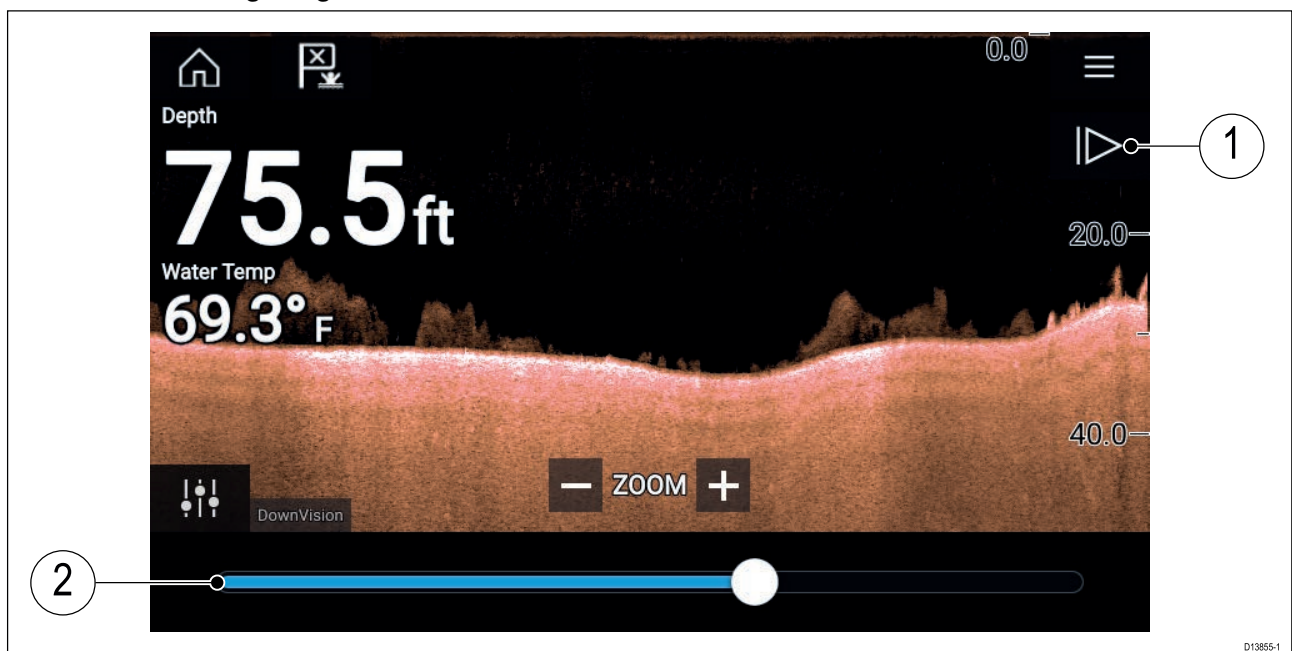 0.0
Depth
75.5ft
1
20.0
Water Temp
69.3° F
40.0
ZOOM
DownVision
2
D13855-1